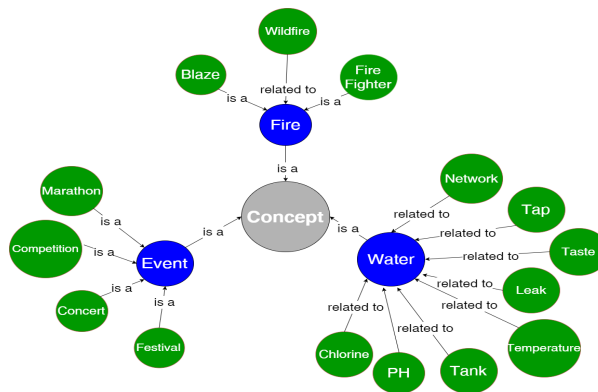 Wildfire
Blaze
Fire
Fighter
is a
related to
is a
Fire
is a
Marathon
is a
Competition
is a
Event
is a
Concert
is a
is a
Festival
Concept
is a
Water
Network
related to
Tap
related to
Taste
related to
Leak
related to
related to
Temperature
related to
Chlorine
PH
related to
Tank